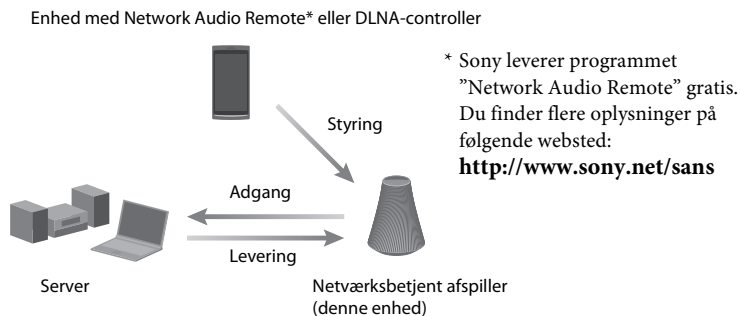 Enhed med Network Audio Remote* eller DLNA-controller
* Sony leverer programmet
”Network Audio Remote” gratis.
Du finder flere oplysninger på
følgende websted:
http://www.sony.net/sans
Styring
Adgang
Levering
Server
Netværksbetjent afspiller
(denne enhed)